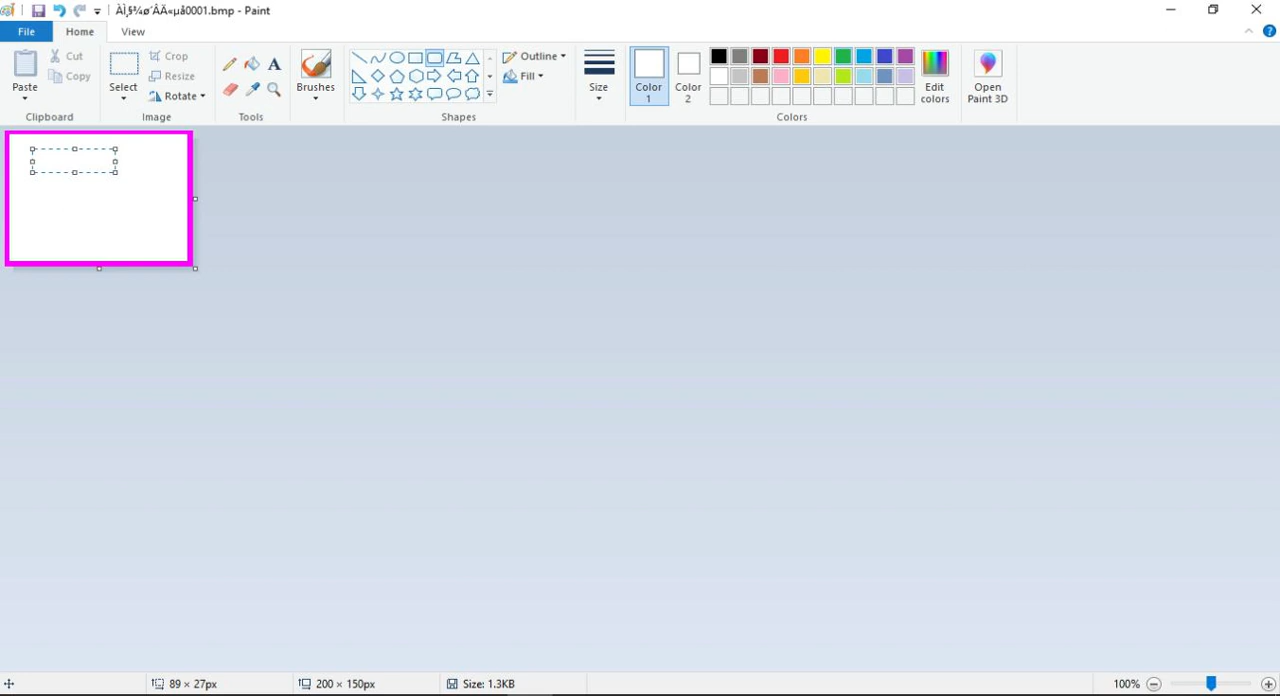 ÀÌ¸§¾ø´ÂÄ«µå0001.bmp - Paint
File
Home
View
Paste
Cut
Copy
Clipboard
Select
Crop
Resize
Rotate
Image
A
Tools
Brushes
Shapes
Outline
Fill
Size
Color
1
Color
2
Edit
colors
Colors
Open
Paint 3D
89 × 27px
200 × 150px
Size: 1.3KB
100%